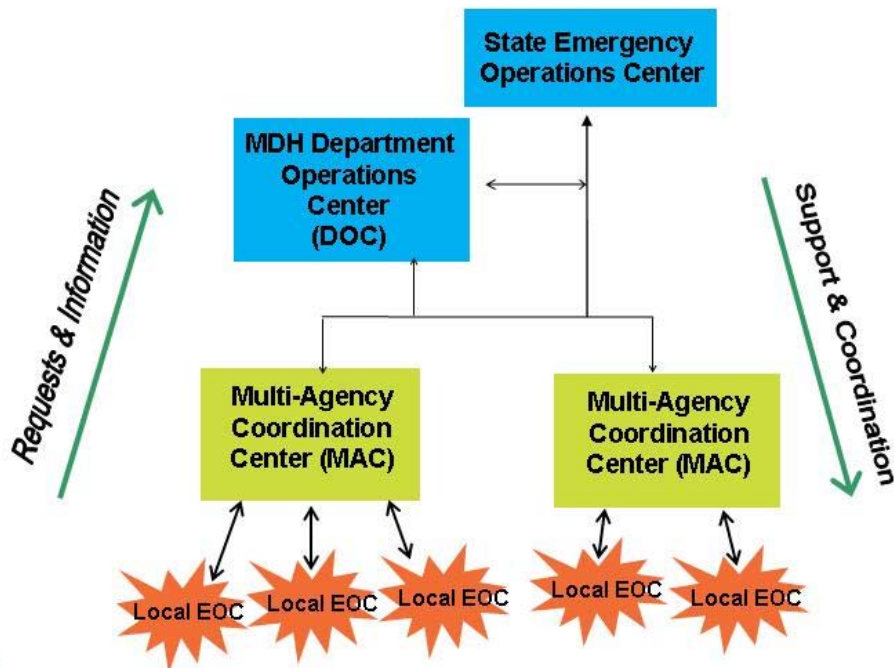 State Emergency
Operations Center
MDH Department
Operations
Center
(DOC)
Requests & Information
Support & Coordination
Multi-Agency
Coordination
Center (MAC)
Multi-Agency
Coordination
Center (MAC)
Local EOC
Local EOC
Local EOC
Local EOC
Local EOC